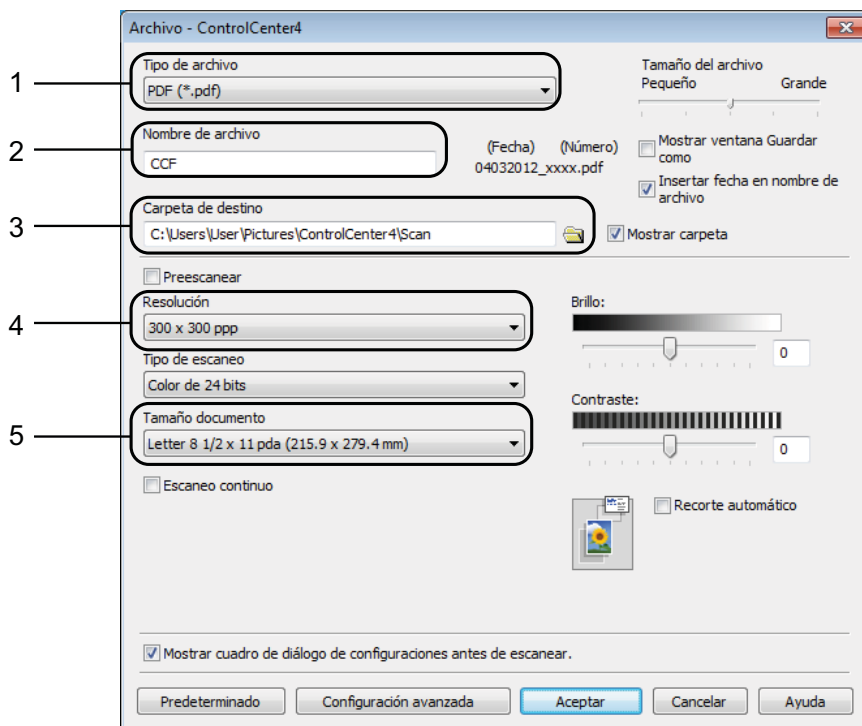 Archivo - ControlCenter4
1
Tipo de archivo
PDF (*.pdf)
Tamaño del archivo
Pequeño Grande
2
Nombre de archivo
CCF
(Fecha) (Número)
04032012_xxxx.pdf
Mostrar ventana Guardar
como
Insertar fecha en nombre de
archivo
3
Carpeta de destino
C:\Users\User\Pictures\ControlCenter4\Scan
Mostrar carpeta
Preescanear
4
Resolución
300 x 300 ppp
Brillo:
0
Tipo de escaneo
Color de 24 bits
5
Tamaño documento
Letter 8 1/2 x 11 pda (215.9 x 279.4 mm)
Contraste:
0
Escaneo continuo
Recorte automático
Mostrar cuadro de diálogo de configuraciones antes de escanear.
Predeterminado Configuración avanzada Aceptar Cancelar Ayuda